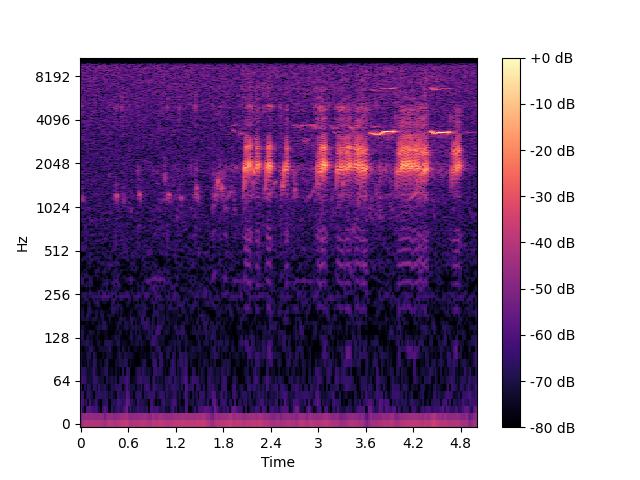 Hz
8192
4096
2048
1024
512
256
128
64
0
0 0.6 1.2 1.8 2.4 3 3.6 4.2 4.8
Time
+0 dB
-10 dB
-20 dB
-30 dB
-40 dB
-50 dB
-60 dB
-70 dB
-80 dB